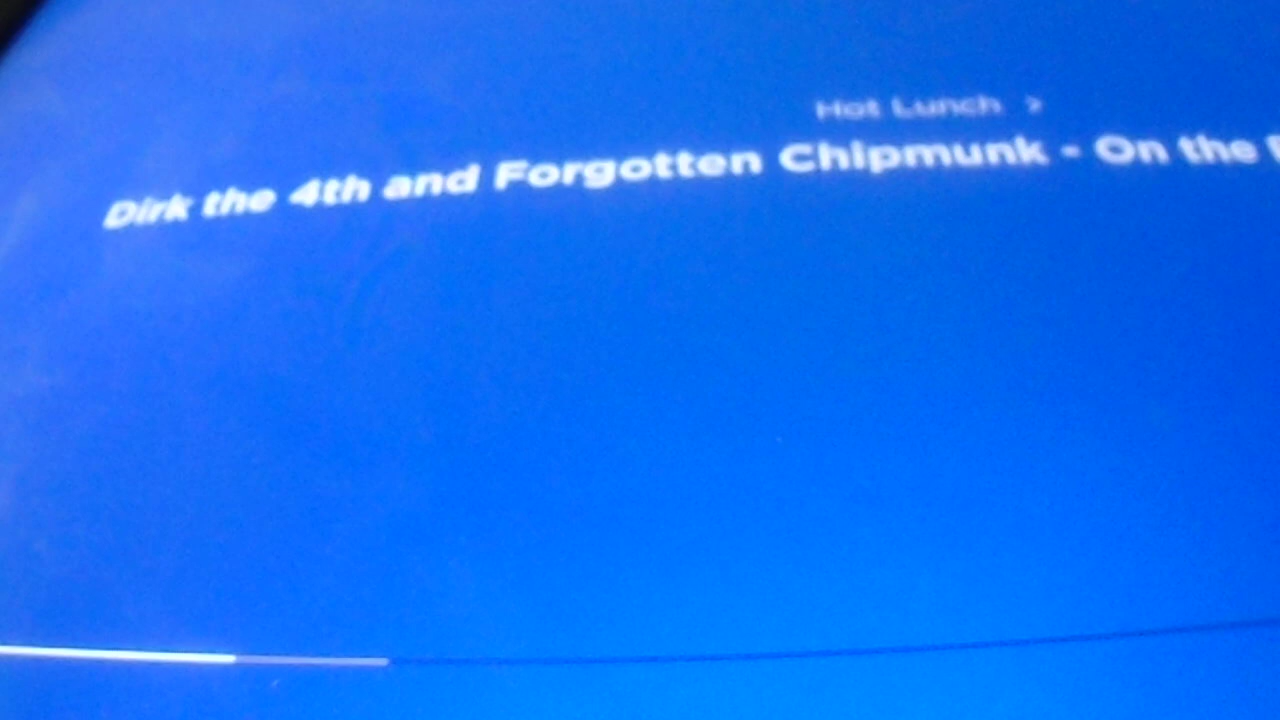 Hot Lunch >
Dirk the 4th and Forgotten Chipmunk - On the